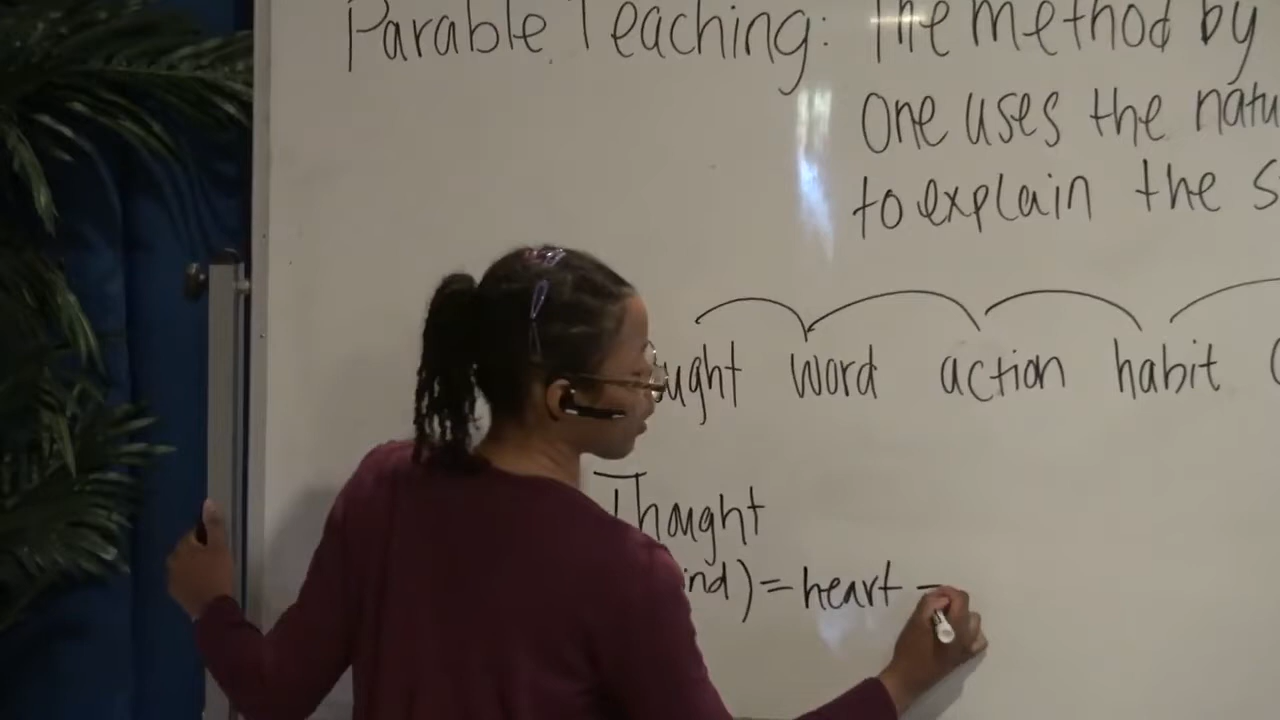 Parable Teaching: The method by
one uses the natu
to explain the s
ught word action habit
Thought
ind) = heart -